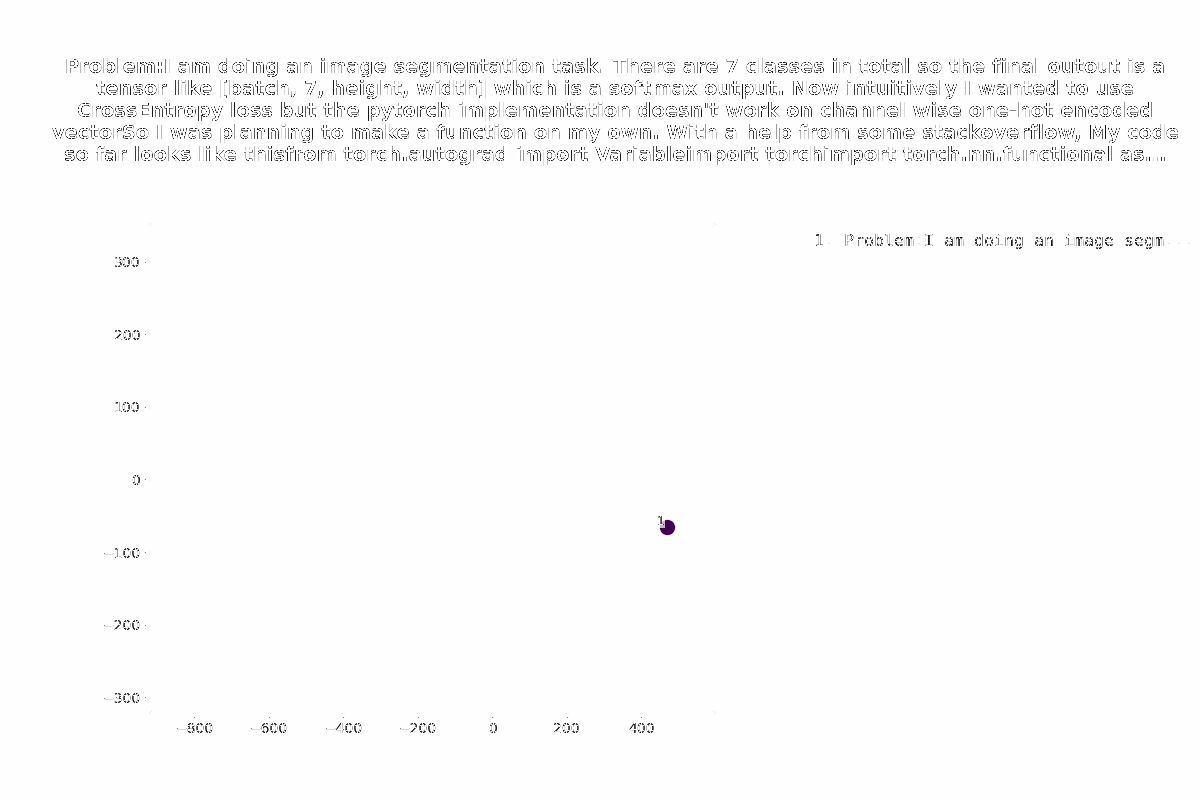 Problem:I am doing an image segmentation task. There are 7 classes in total so the final outout is a
tensor like [batch, 7, height, width] which is a softmax output. Now intuitively I wanted to use
CrossEntropy loss but the pytorch implementation doesn't work on channel wise one-hot encoded
vectorSo I was planning to make a function on my own. With a help from some stackoverflow, My code
so far looks like thisfrom torch.autograd import Variableimport torchimport torch.nn.functional as...
1. Problem:I am doing an image segm...
300
200
100
0
1
−100
−200
−300
−800 −600 −400 −200 0 200 400